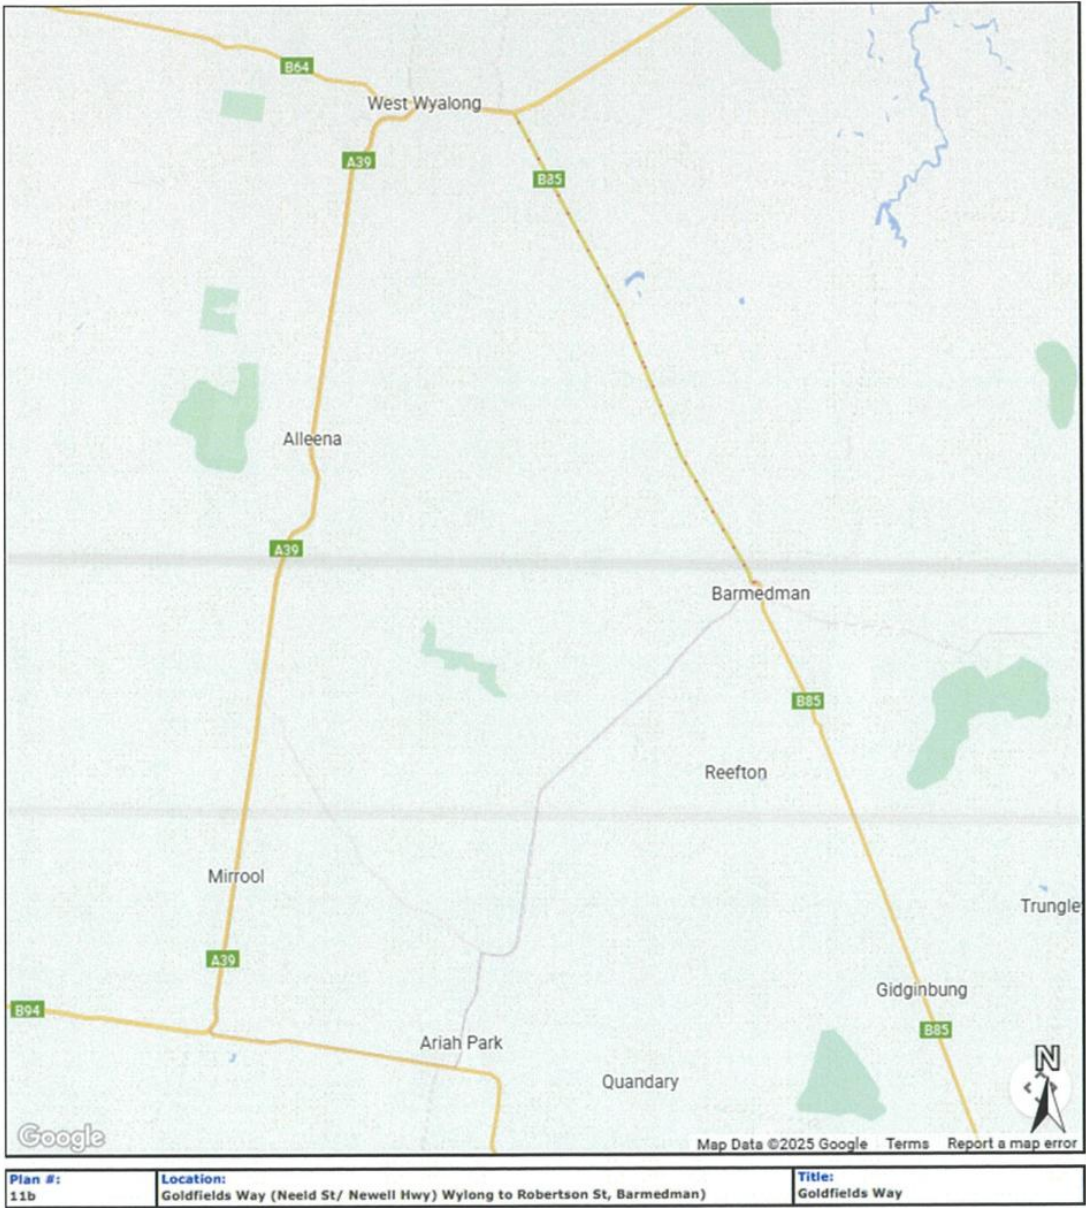 B64
West Wyalong
A39
B85
Alleena
A39
Barmedman
B85
Reefton
Mirrool
Trungle
A39
Gidginbung
B94
B85
Ariah Park
N
Quandary
Google
Map Data ©2025 Google Terms Report a map error
Plan #:
11b
Location:
Goldfields Way (Neeld St/ Newell Hwy) Wylong to Robertson St, Barmedman)
Title:
Goldfields Way